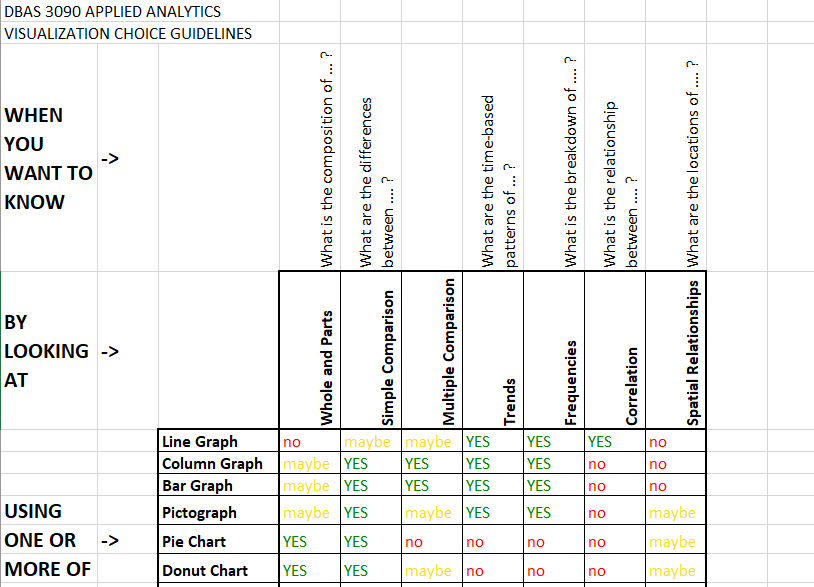 DBAS 3090 APPLIED ANALYTICS
VISUALIZATION CHOICE GUIDELINES
WHEN
YOU
WANT TO
KNOW
->
What is the composition of ... ?
What are the differences
between .... ?
What are the time-based
patterns of ... ?
What is the breakdown of .... ?
What is the relationship
between .... ?
What are the locations of .... ?
BY
LOOKING
AT
->
Whole and Parts
Simple Comparison
Multiple Comparison
Trends
Frequencies
Correlation
Spatial Relationships
Line Graph no maybe maybe YES YES YES no
Column Graph maybe YES YES YES YES no no
Bar Graph maybe YES YES YES YES no no
USING
ONE OR
MORE OF
->
Pictograph maybe YES maybe YES YES no maybe
Pie Chart YES YES no no no no maybe
Donut Chart YES YES maybe no no no maybe